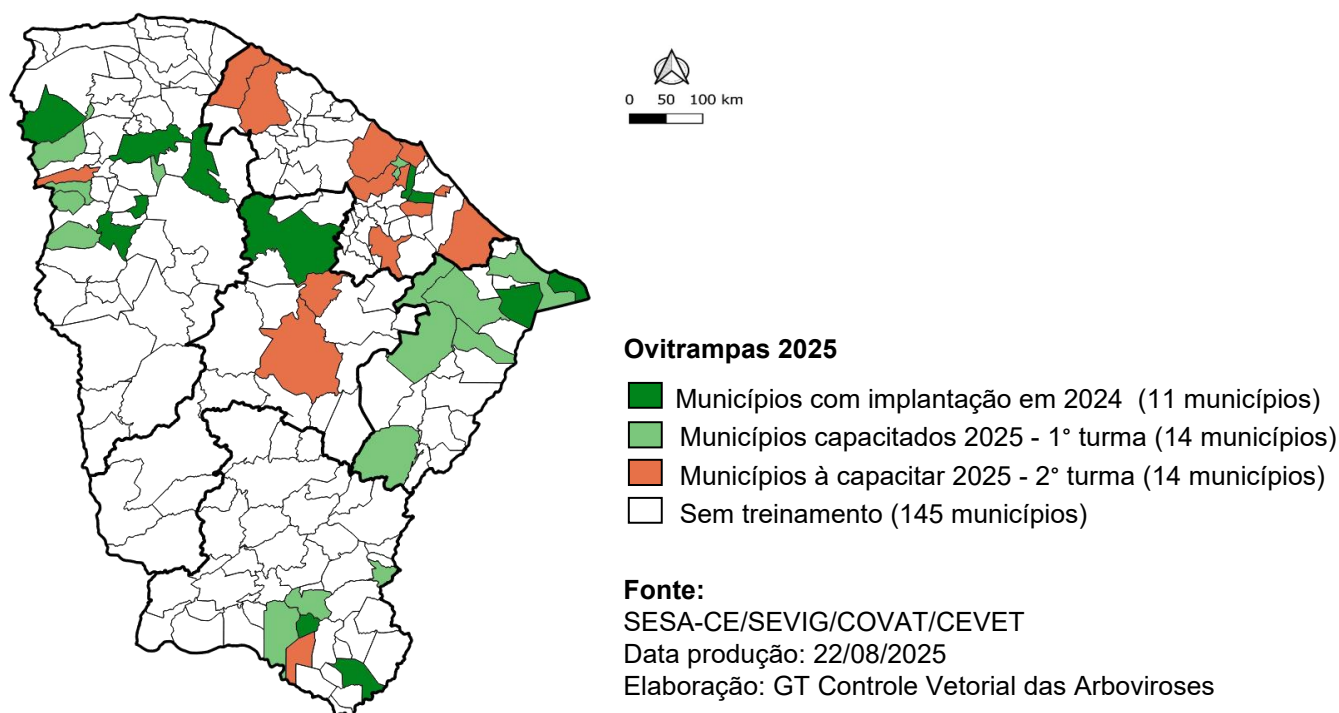 0 50 100 km
Ovitrampas 2025
Municípios com implantação em 2024 (11 municípios)
Municípios capacitados 2025 - 1° turma (14 municípios)
Municípios à capacitar 2025 - 2° turma (14 municípios)
Sem treinamento (145 municípios)
Fonte:
SESA-CE/SEVIG/COVAT/CEVET
Data produção: 22/08/2025
Elaboração: GT Controle Vetorial das Arboviroses